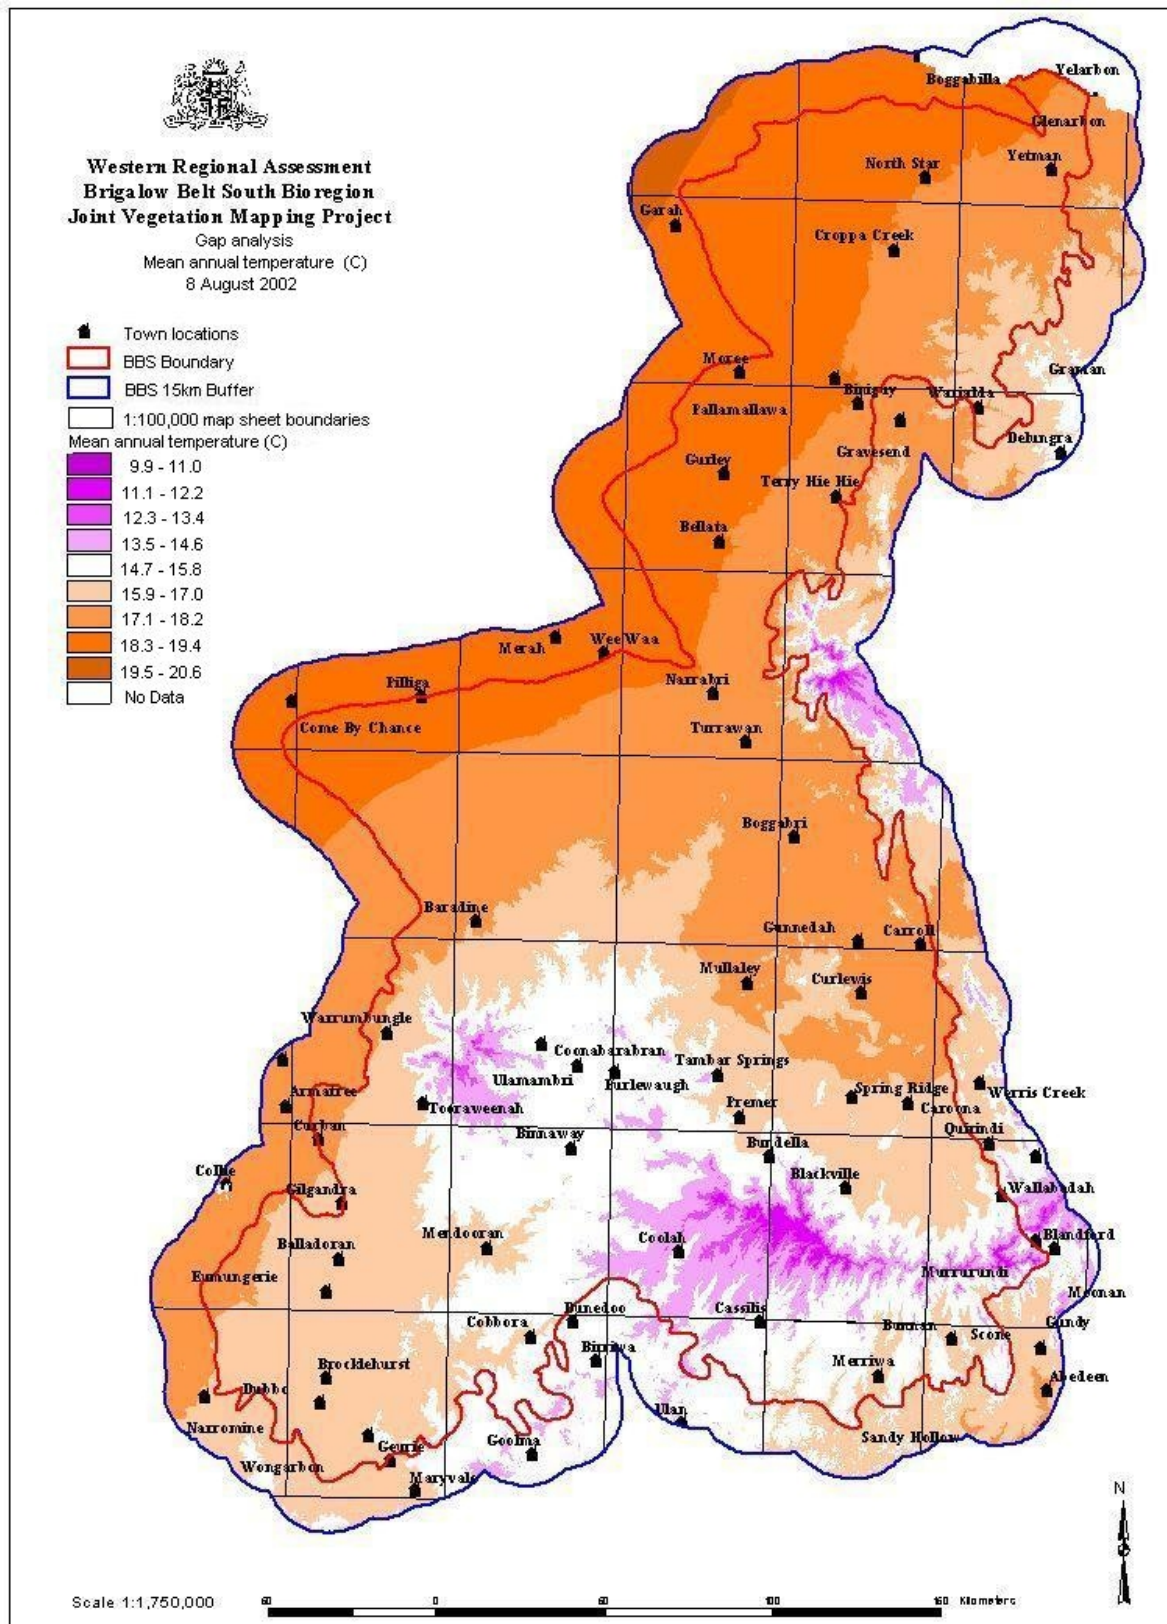 Western Regional Assessment
Brigalow Belt South Bioregion
Joint Vegetation Mapping Project
Gap analysis
Mean annual temperature (C)
8 August 2002
Town locations
BBS Boundary
BBS 15km Buffer
1:100,000 map sheet boundaries
Mean annual temperature (C)
9.9 - 11.0
11.1 - 12.2
12.3 - 13.4
13.5 - 14.6
14.7 - 15.8
15.9 - 17.0
17.1 - 18.2
18.3 - 19.4
19.5 - 20.6
No Data
Yelarbon
Boggabilla
Glenarbon
North Star
Yetman
Garah
Croppa Creek
Moree
Graman
Biniguy
Warialda
Pallamallawa
Delungra
Gravesend
Gurley
Terry Hie Hie
Bellata
Merah
Wee Waa
Pilliga
Narrabri
Come By Chance
Turrawan
Boggabri
Baradine
Gunnedah
Carroll
Mullaley
Curlewis
Warrumbungle
Coonabarabran
Tambar Springs
Ulamambri
Purlewaugh
Spring Ridge
Werris Creek
Armatree
Tooraweenah
Premer
Caroona
Curban
Binnaway
Bundella
Quirindi
Collie
Blackville
Gilgandra
Wallabadah
Mendooran
Coolah
Blandford
Balladoran
Murrurundi
Eumungerie
Moonan
Dunedoo
Cassilis
Gundy
Cobbora
Bunnan
Scone
Birriwa
Brocklehurst
Merriwa
Abedeen
Dubbo
Ulan
Narromine
Sandy Hollow
Goolma
Geurie
Wongarbon
Maryvale
N
Scale 1:1,750,000
60 0 60 100 160 Kilometers